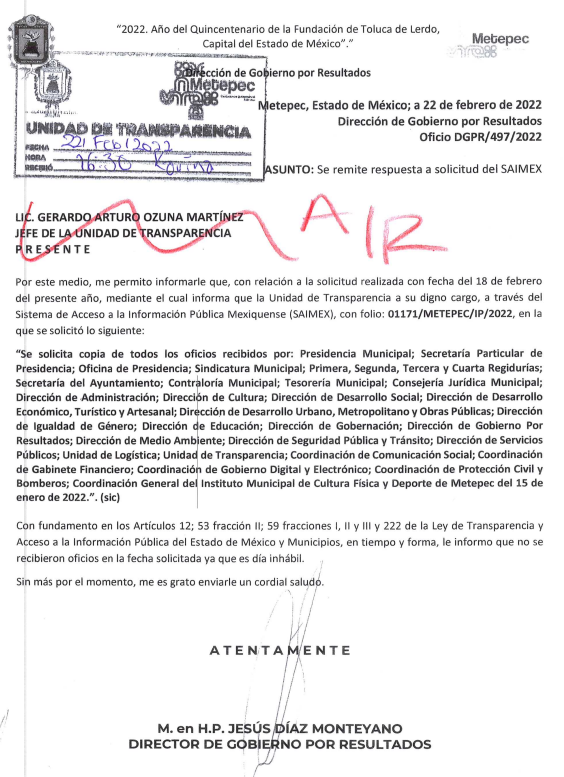 “2022. Año del Quincentenario de la Fundación de Toluca de Lerdo,
Capital del Estado de México”.”
Metepec
Dirección de Gobierno por Resultados
Metepec
Metepec, Estado de México; a 22 de febrero de 2022
Dirección de Gobierno por Resultados
Oficio DGPR/497/2022
UNIDAD DE TRANSPARENCIA
FECHA 22/Feb/2022
HORA 16:30
RECIBIÓ
ASUNTO: Se remite respuesta a solicitud del SAIMEX
LIC. GERARDO ARTURO OZUNA MARTÍNEZ
JEFE DE LA UNIDAD DE TRANSPARENCIA
P R E S E N T E
Por este medio, me permito informarle que, con relación a la solicitud realizada con fecha del 18 de febrero
del presente año, mediante el cual informa que la Unidad de Transparencia a su digno cargo, a través del
Sistema de Acceso a la Información Pública Mexiquense (SAIMEX), con folio: 01171/METEPEC/IP/2022, en la
que se solicitó lo siguiente:
“Se solicita copia de todos los oficios recibidos por: Presidencia Municipal; Secretaría Particular de
Presidencia; Oficina de Presidencia; Sindicatura Municipal; Primera, Segunda, Tercera y Cuarta Regidurías;
Secretaría del Ayuntamiento; Contraloría Municipal; Tesorería Municipal; Consejería Jurídica Municipal;
Dirección de Administración; Dirección de Cultura; Dirección de Desarrollo Social; Dirección de Desarrollo
Económico, Turístico y Artesanal; Dirección de Desarrollo Urbano, Metropolitano y Obras Públicas; Dirección
de Igualdad de Género; Dirección de Educación; Dirección de Gobernación; Dirección de Gobierno Por
Resultados; Dirección de Medio Ambiente; Dirección de Seguridad Pública y Tránsito; Dirección de Servicios
Públicos; Unidad de Logística; Unidad de Transparencia; Coordinación de Comunicación Social; Coordinación
de Gabinete Financiero; Coordinación de Gobierno Digital y Electrónico; Coordinación de Protección Civil y
Bomberos; Coordinación General del Instituto Municipal de Cultura Física y Deporte de Metepec del 15 de
enero de 2022.”. (sic)
Con fundamento en los Artículos 12; 53 fracción II; 59 fracciones I, II y III y 222 de la Ley de Transparencia y
Acceso a la Información Pública del Estado de México y Municipios, en tiempo y forma, le informo que no se
recibieron oficios en la fecha solicitada ya que es día inhábil.
Sin más por el momento, me es grato enviarle un cordial saludo.
A T E N T A M E N T E
M. en H.P. JESÚS DÍAZ MONTEYANO
DIRECTOR DE GOBIERNO POR RESULTADOS